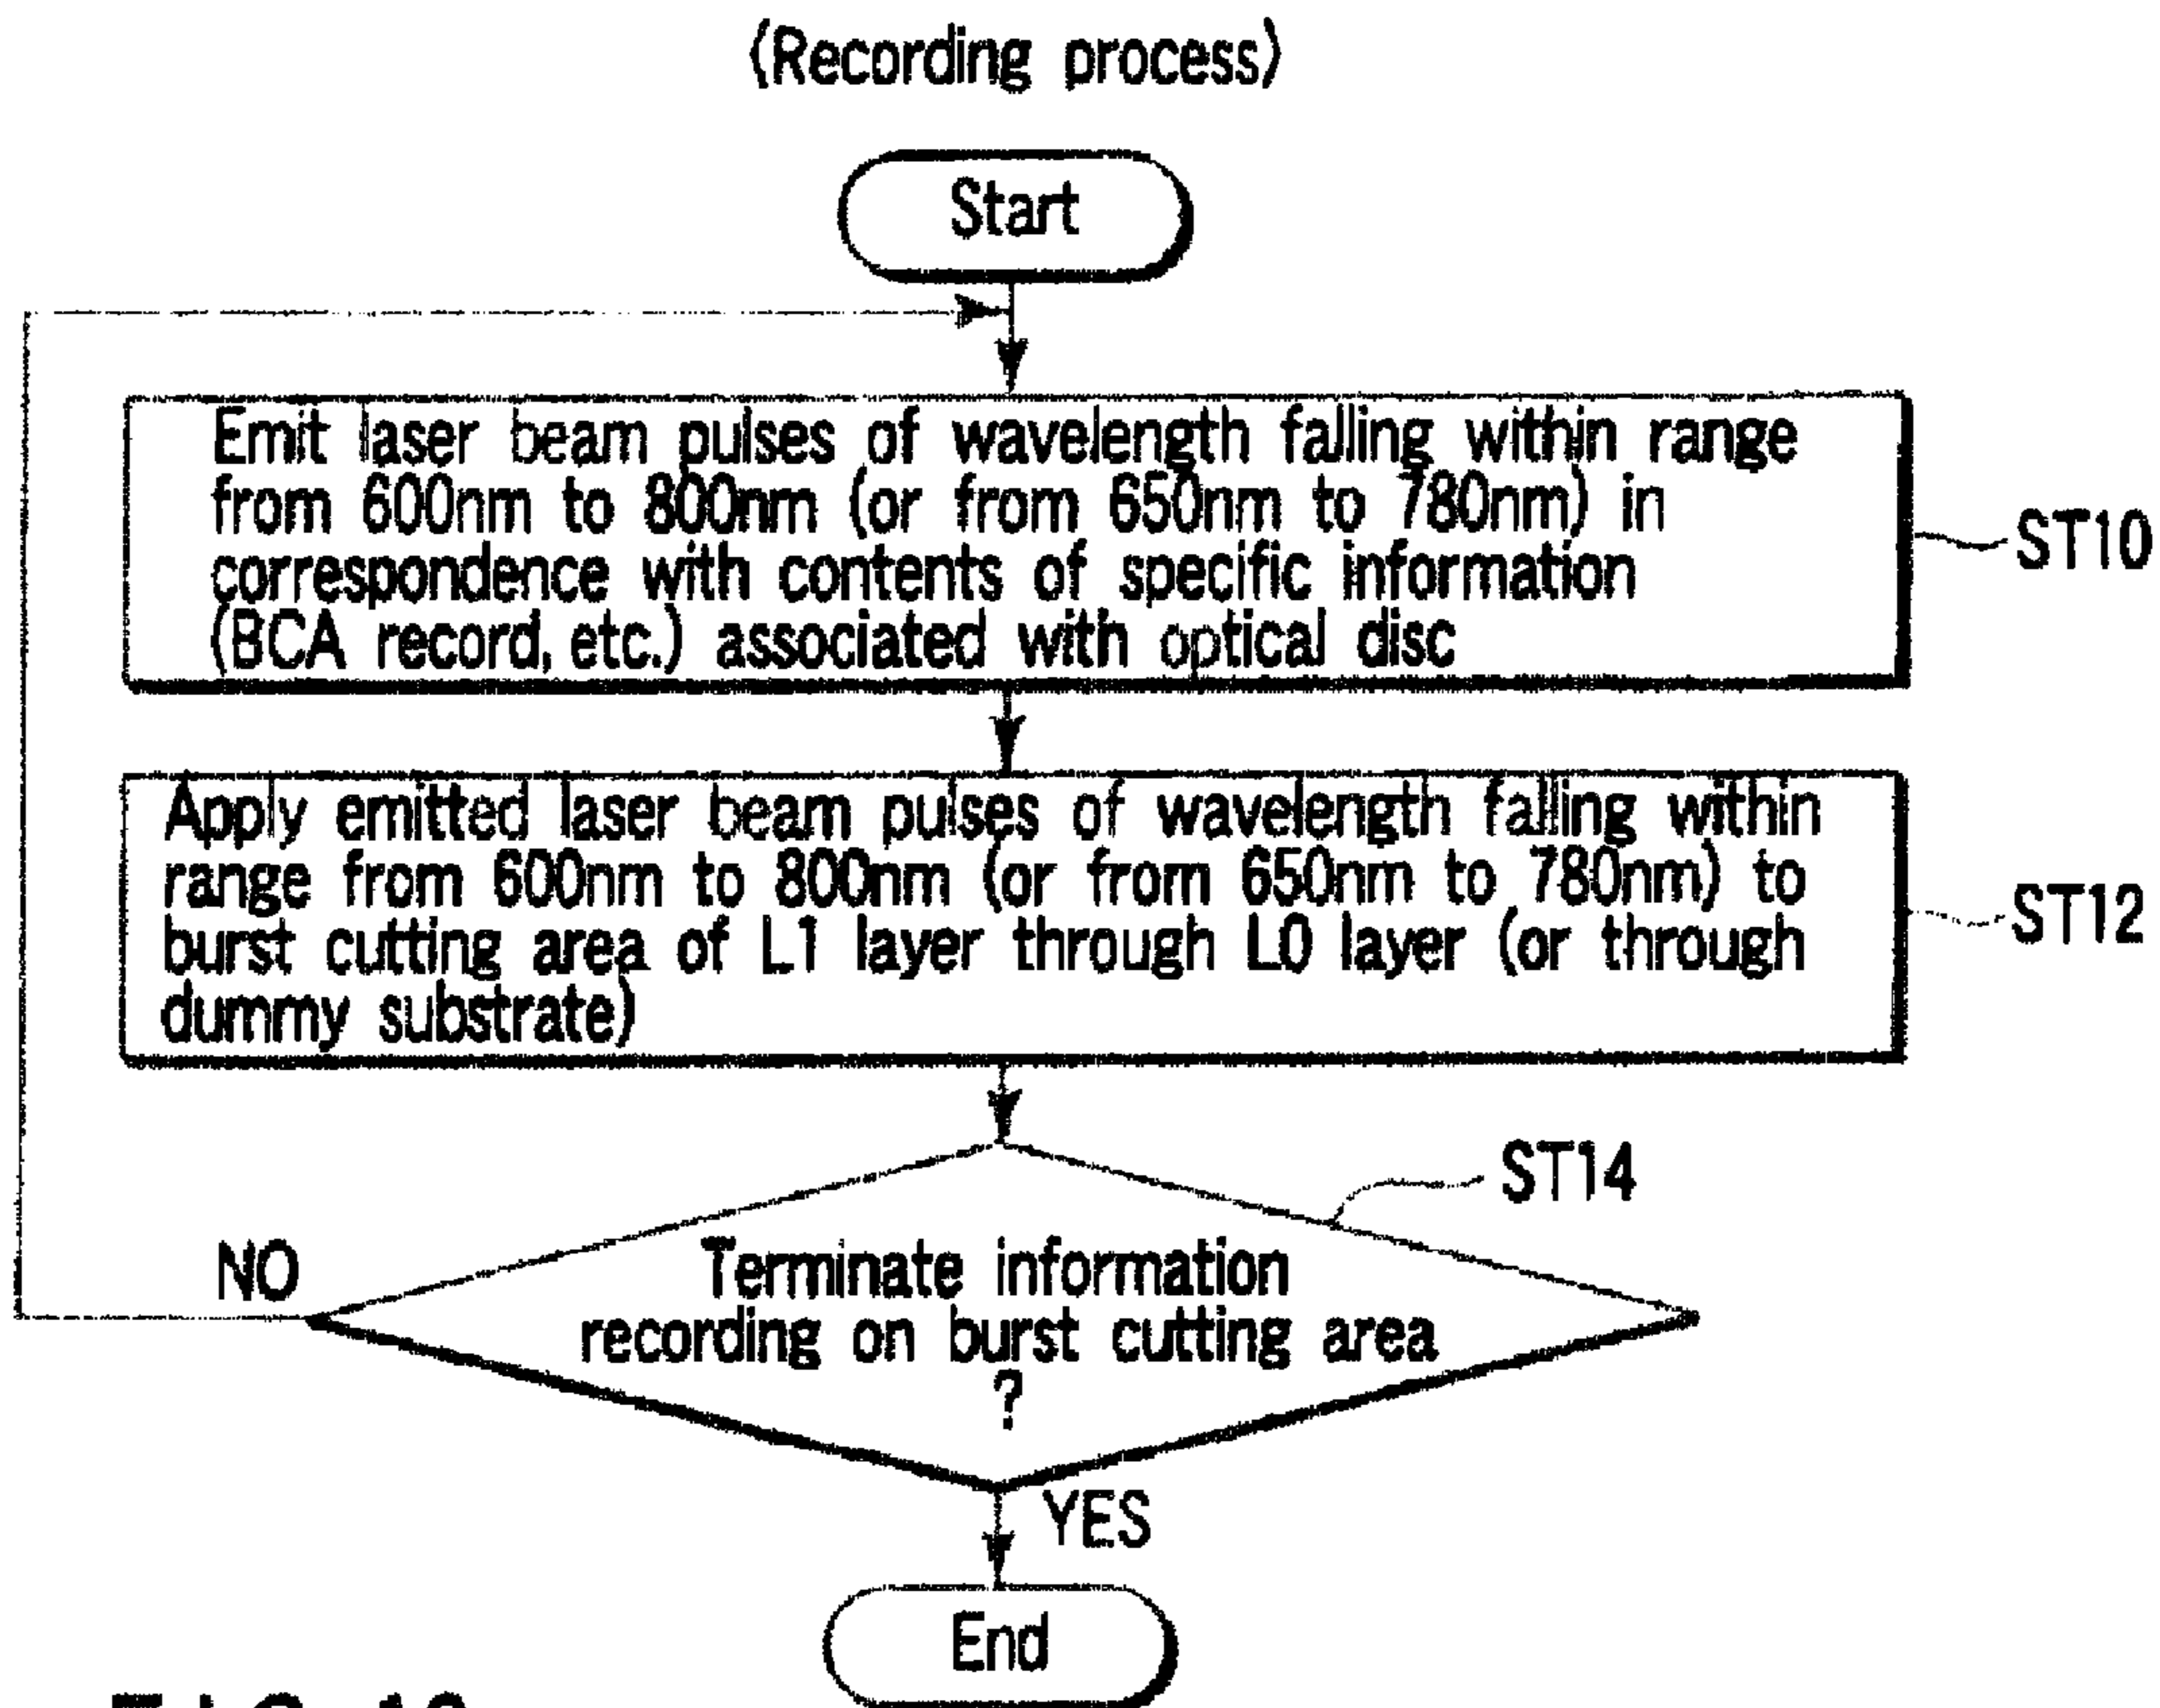 (Recording process)
Start
Emit laser beam pulses of wavelength falling within range
from 600nm to 800nm (or from 650nm to 780nm) in
correspondence with contents of specific information
(BCA record, etc.) associated with optical disc
ST10
Apply emitted laser beam pulses of wavelength falling within
range from 600nm to 800nm (or from 650nm to 780nm) to
burst cutting area of L1 layer through L0 layer (or through
dummy substrate)
ST12
ST14
NO
Terminate information
recording on burst cutting area
?
YES
End